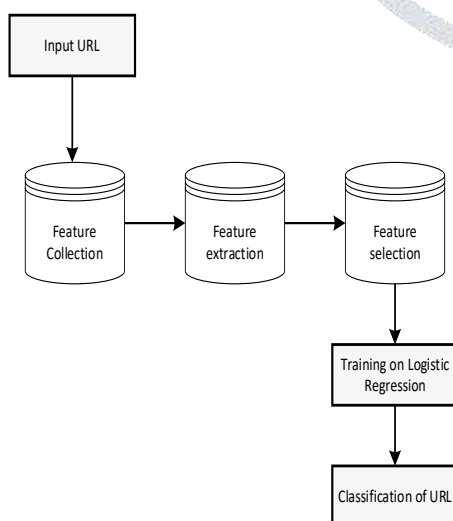 Input URL
Feature
Collection
Feature
extraction
Feature
selection
Training on Logistic
Regression
Classification of URL